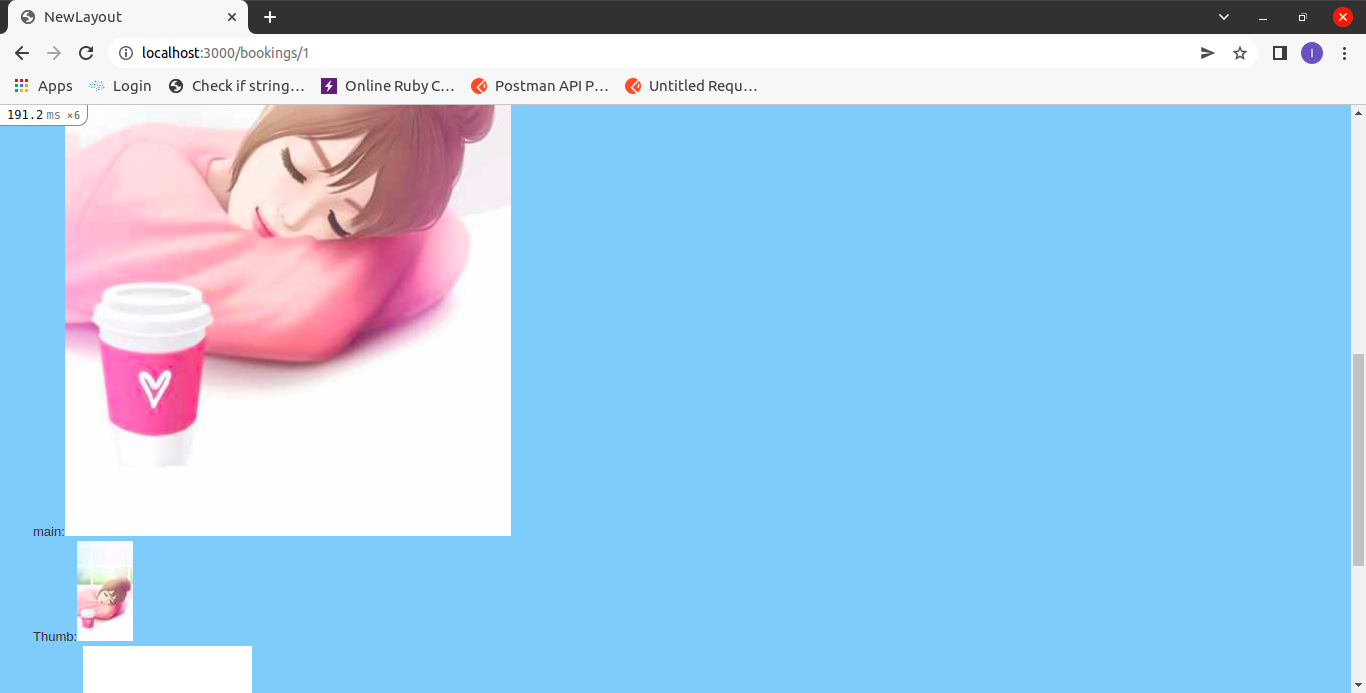 NewLayout
localhost:3000/bookings/1
Apps Login Check if string… Online Ruby C… Postman API P… Untitled Requ…
I
191.2 ms ×6
main:
Thumb: